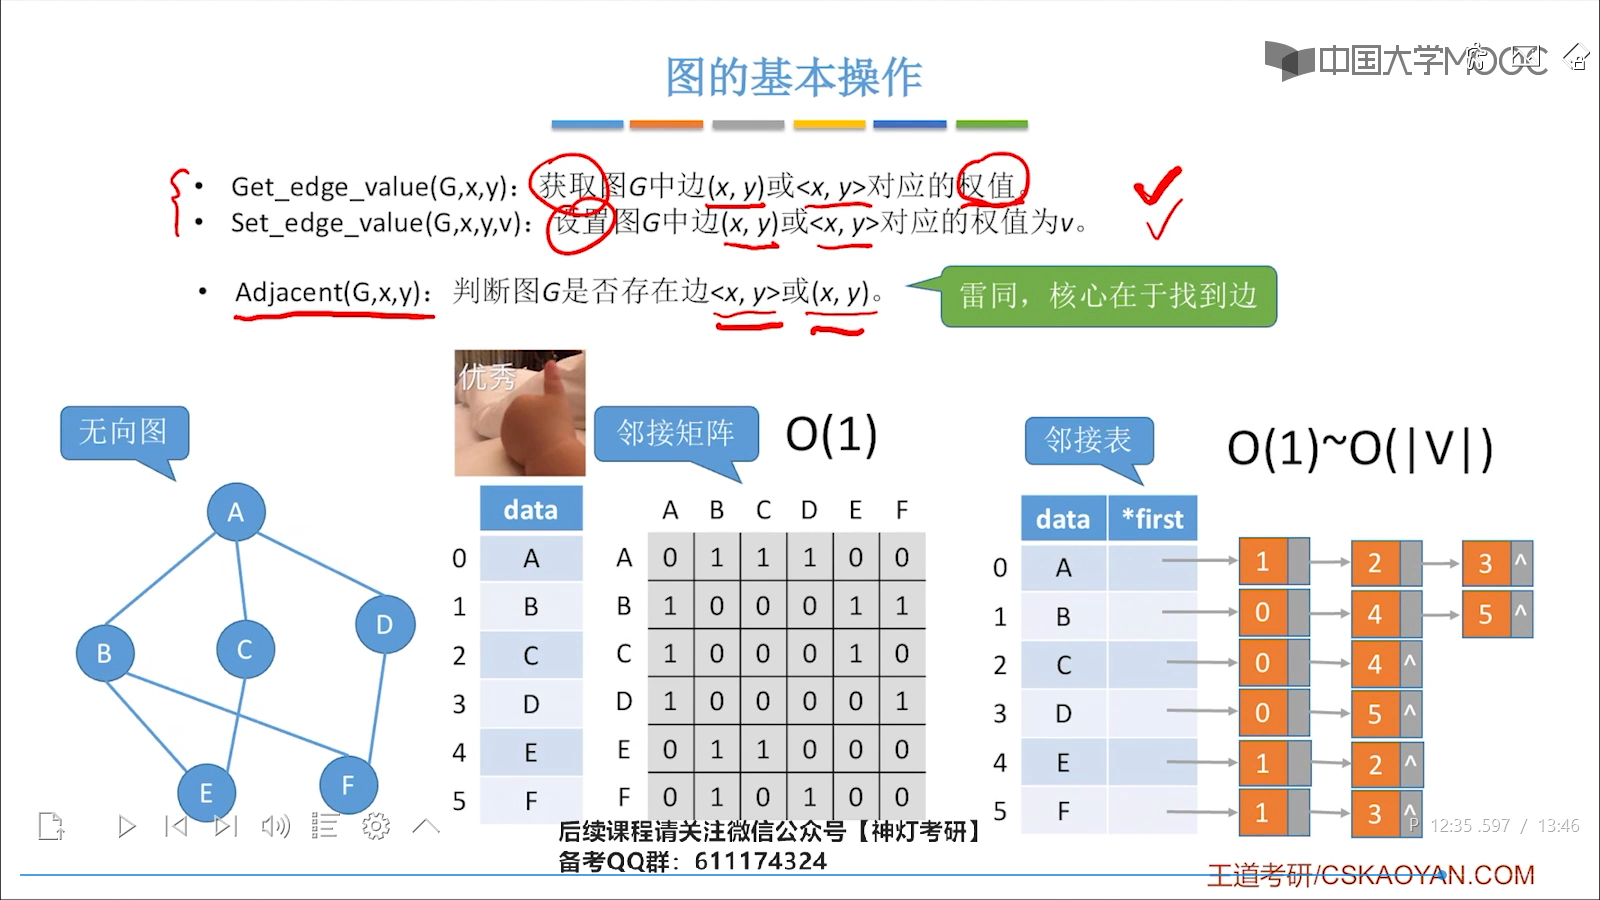 图的基本操作
中国大学MOOC
• Get_edge_value(G,x,y)：获取图G中边(x, y)或<x, y>对应的权值。
• Set_edge_value(G,x,y,v)：设置图G中边(x, y)或<x, y>对应的权值为v。
• Adjacent(G,x,y)：判断图G是否存在边<x, y>或(x, y)。
雷同，核心在于找到边
优秀
无向图
邻接矩阵
O(1)
邻接表
O(1)~O(|V|)
A
B
C
D
E
F
data
0 A
1 B
2 C
3 D
4 E
5 F
A B C D E F
A 0 1 1 1 0 0
B 1 0 0 0 1 1
C 1 0 0 0 1 0
D 1 0 0 0 0 1
E 0 1 1 0 0 0
F 0 1 0 1 0 0
data *first
0 A 1 2 3 ^
1 B 0 4 5 ^
2 C 0 4 ^
3 D 0 5 ^
4 E 1 2 ^
5 F 1 3 ^
P 12:35.597 / 13:46
后续课程请关注微信公众号【神灯考研】
备考QQ群：611174324
王道考研/CSKAOYAN.COM